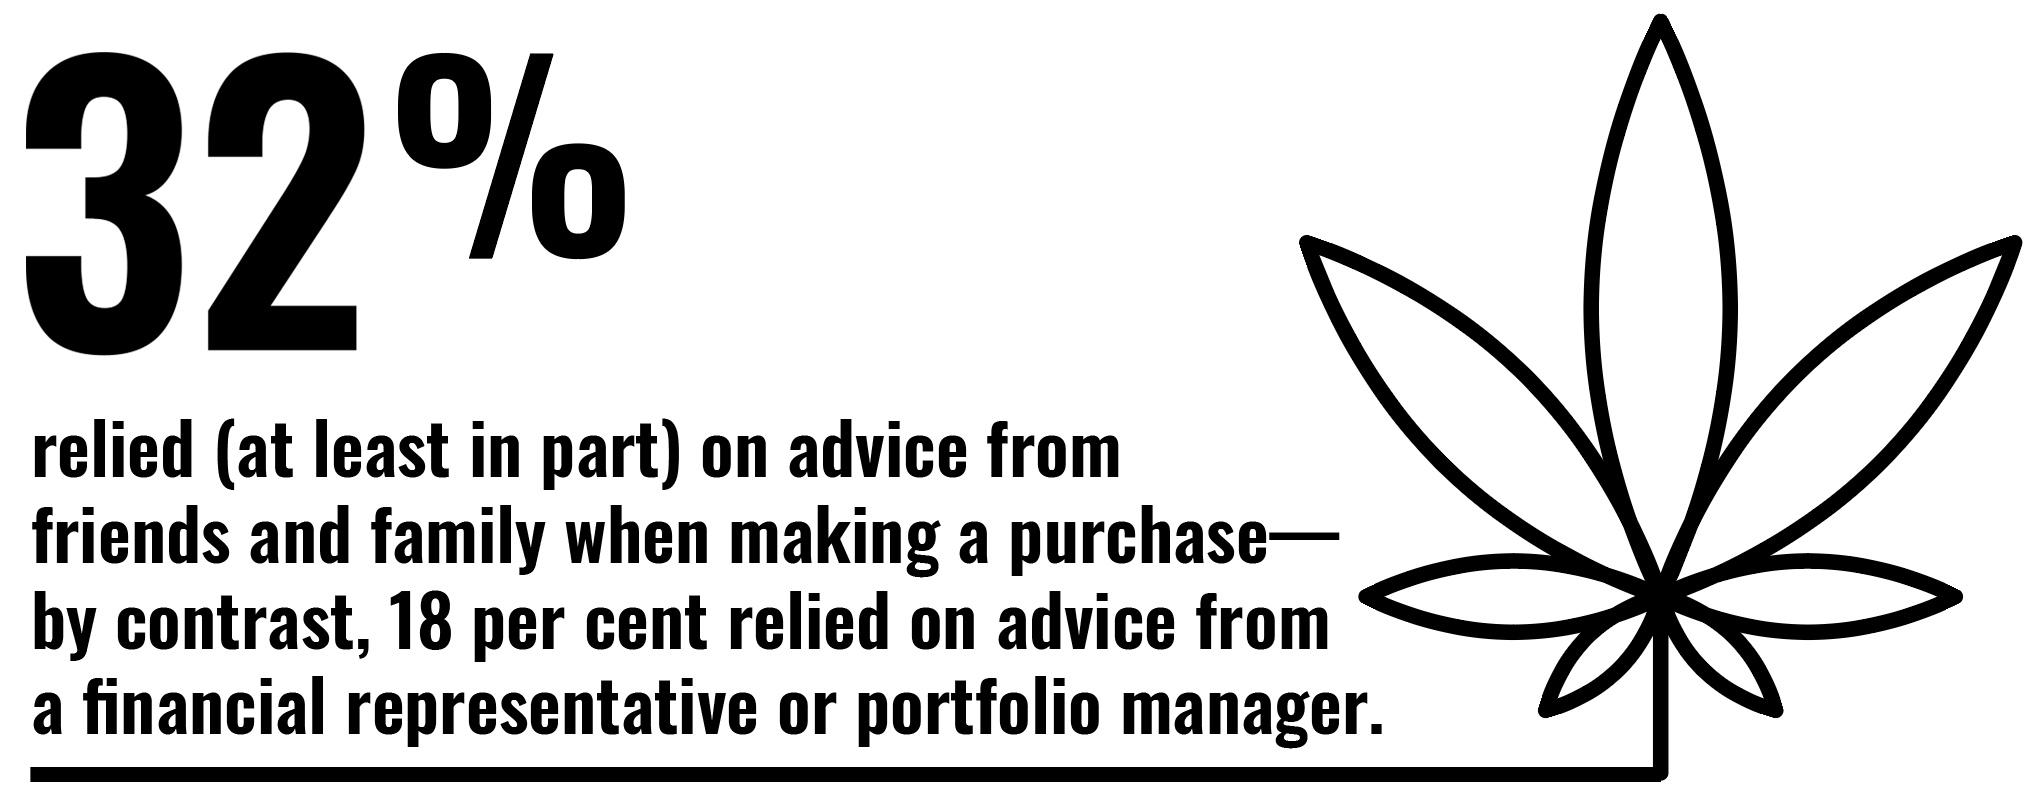 32%
relied (at least in part) on advice from
friends and family when making a purchase—
by contrast, 18 per cent relied on advice from
a financial representative or portfolio manager.